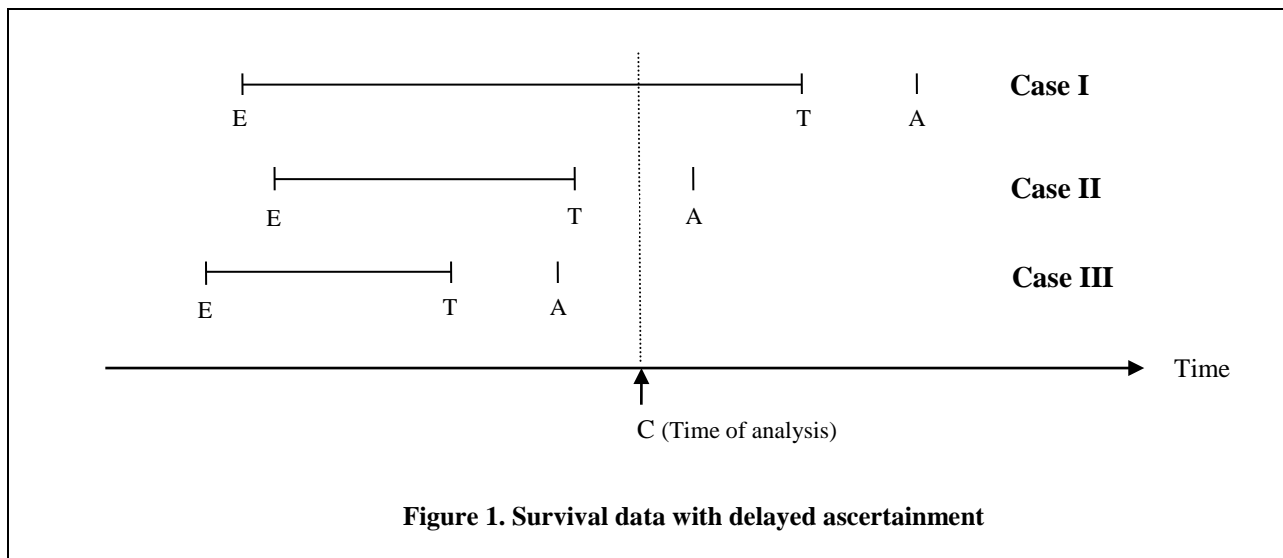 Case I
E T A
Case II
E T A
Case III
E T A
Time
C (Time of analysis)
Figure 1. Survival data with delayed ascertainment